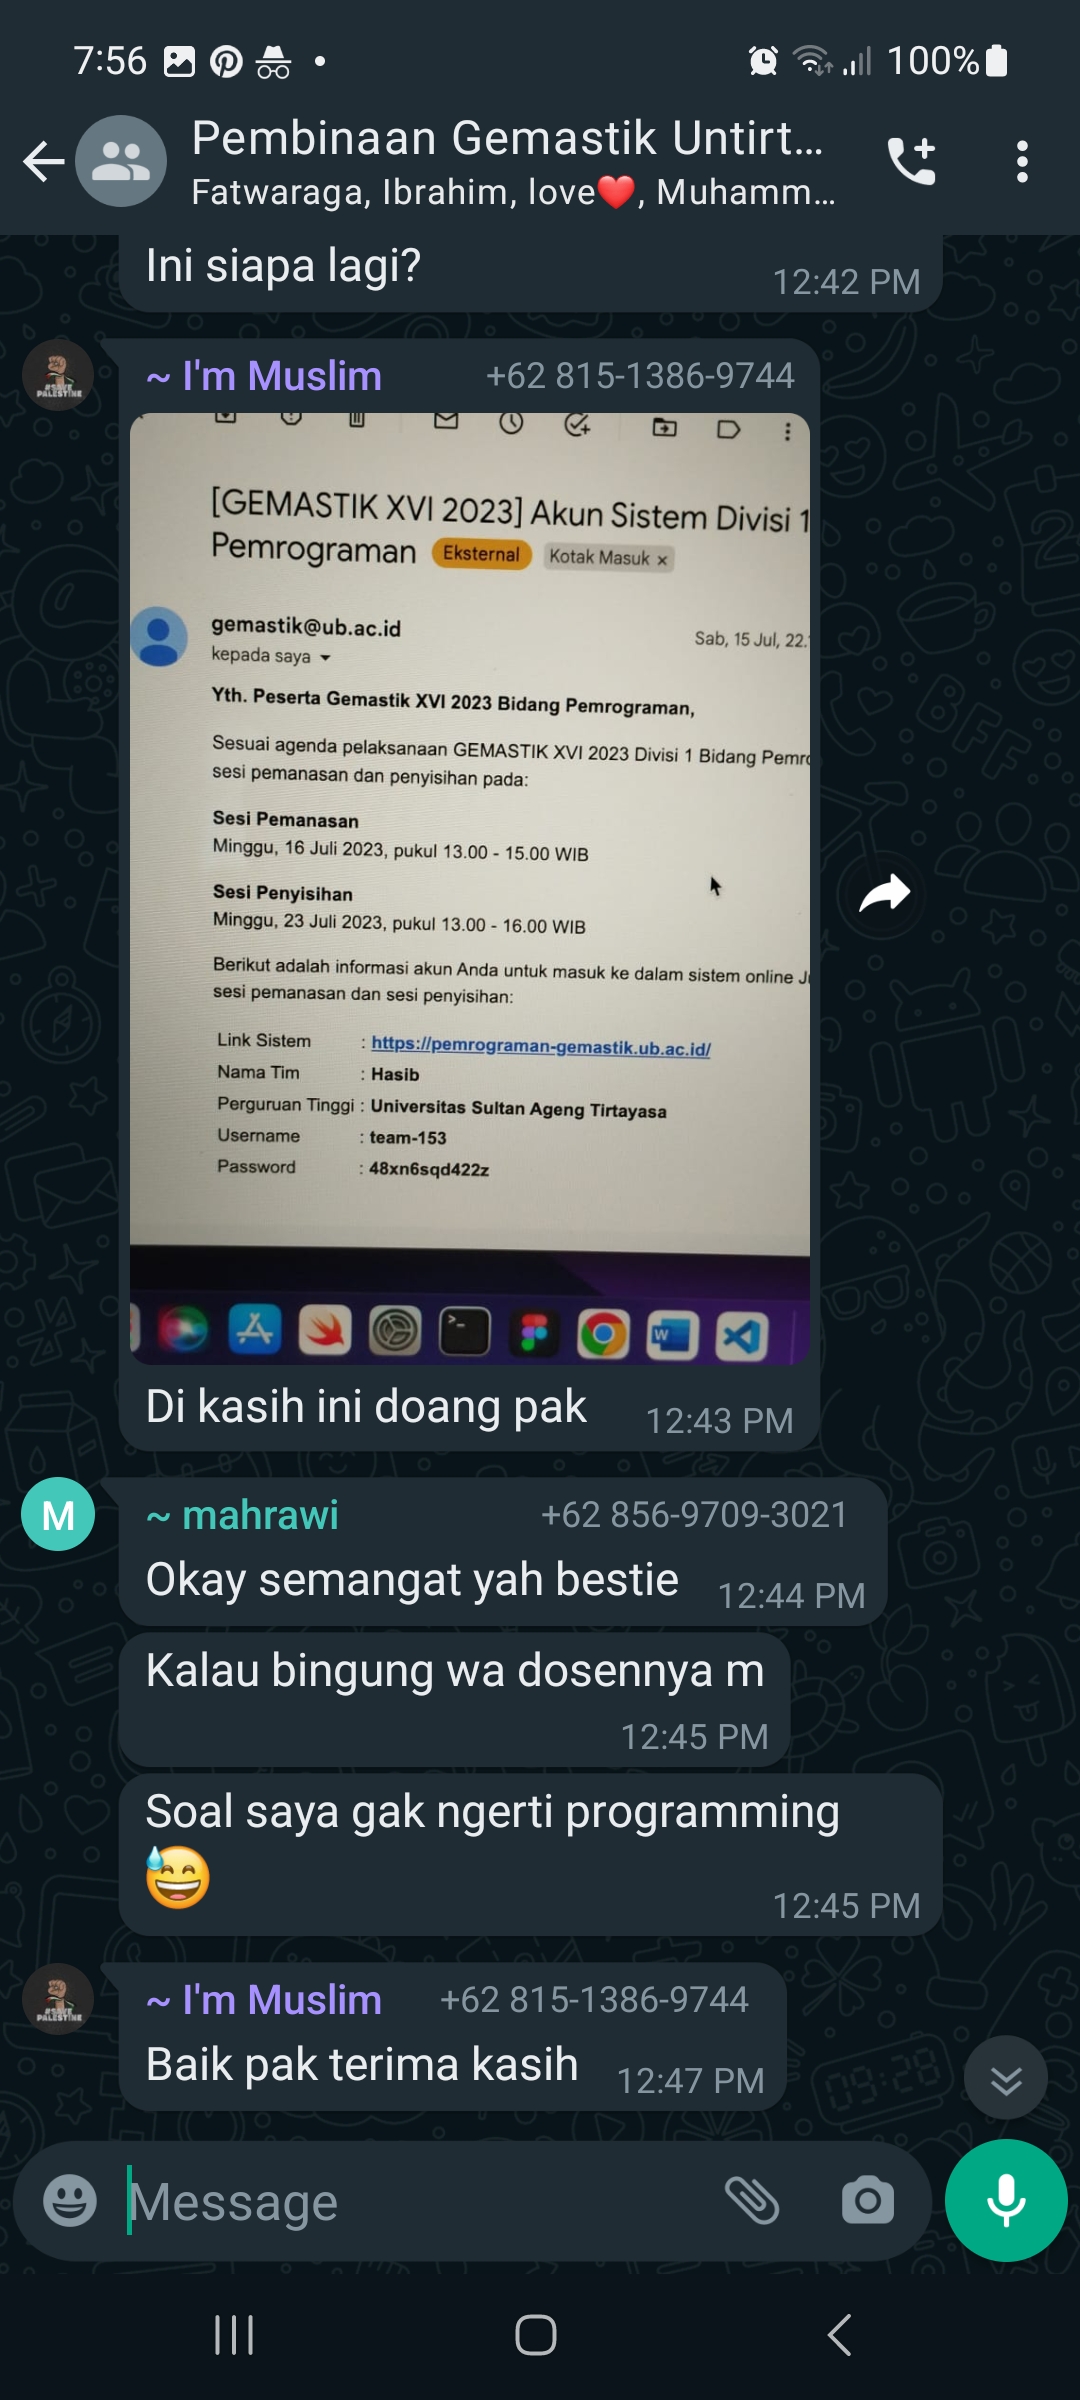 7:56
100%
Pembinaan Gemastik Untirt...
Fatwaraga, Ibrahim, love❤️, Muhamm...
Ini siapa lagi?
12:42 PM
~ I'm Muslim +62 815-1386-9744
[GEMASTIK XVI 2023] Akun Sistem Divisi 1
Pemrograman Eksternal Kotak Masuk ×
gemastik@ub.ac.id
Sab, 15 Jul, 22.
kepada saya
Yth. Peserta Gemastik XVI 2023 Bidang Pemrograman,
Sesuai agenda pelaksanaan GEMASTIK XVI 2023 Divisi 1 Bidang Pemro
sesi pemanasan dan penyisihan pada:
Sesi Pemanasan
Minggu, 16 Juli 2023, pukul 13.00 - 15.00 WIB
Sesi Penyisihan
Minggu, 23 Juli 2023, pukul 13.00 - 16.00 WIB
Berikut adalah informasi akun Anda untuk masuk ke dalam sistem online Ju
sesi pemanasan dan sesi penyisihan:
Link Sistem : https://pemrograman-gemastik.ub.ac.id/
Nama Tim : Hasib
Perguruan Tinggi : Universitas Sultan Ageng Tirtayasa
Username : team-153
Password : 48xn6sqd422z
Di kasih ini doang pak
12:43 PM
M
~ mahrawi +62 856-9709-3021
Okay semangat yah bestie
12:44 PM
Kalau bingung wa dosennya m
12:45 PM
Soal saya gak ngerti programming
😅
12:45 PM
~ I'm Muslim +62 815-1386-9744
Baik pak terima kasih
12:47 PM
Message